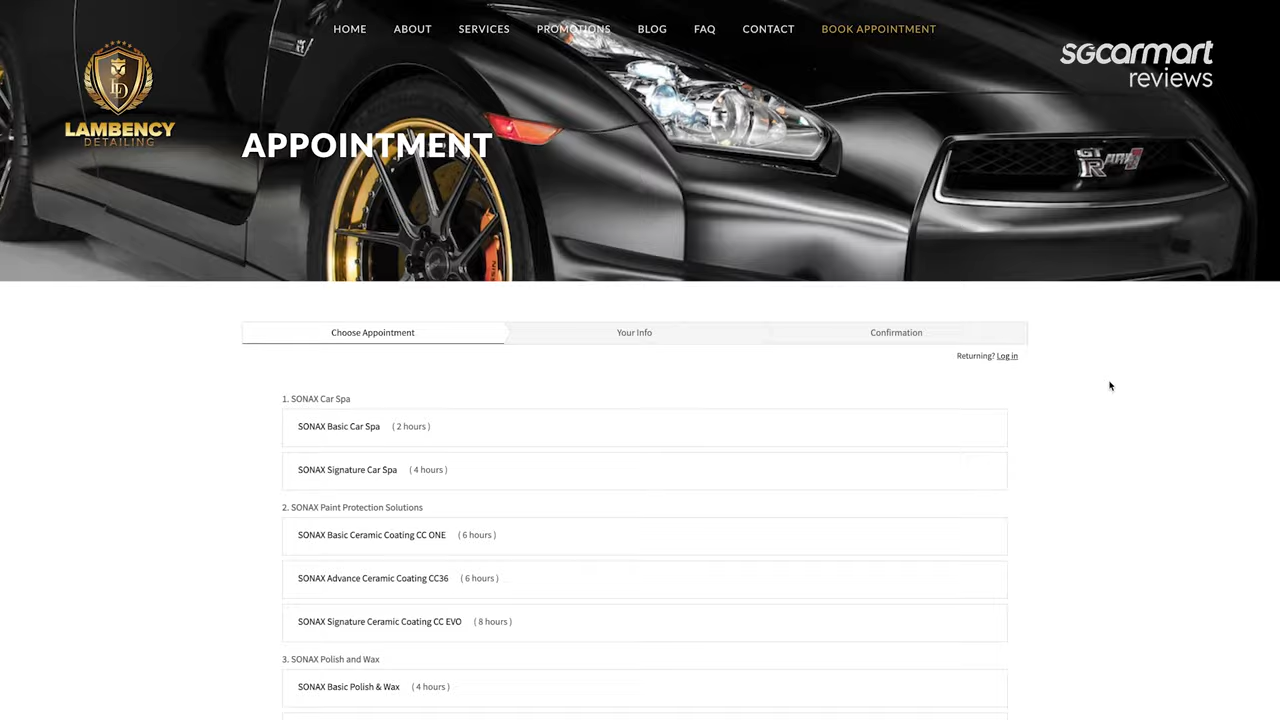 HOME ABOUT SERVICES PROMOTIONS BLOG FAQ CONTACT BOOK APPOINTMENT
sgcarmart
reviews
LD
LAMBENCY
DETAILING
APPOINTMENT
GT
R
Choose Appointment Your Info Confirmation
Returning? Log in
1. SONAX Car Spa
SONAX Basic Car Spa ( 2 hours )
SONAX Signature Car Spa ( 4 hours )
2. SONAX Paint Protection Solutions
SONAX Basic Ceramic Coating CC ONE ( 6 hours )
SONAX Advance Ceramic Coating CC36 ( 6 hours )
SONAX Signature Ceramic Coating CC EVO ( 8 hours )
3. SONAX Polish and Wax
SONAX Basic Polish & Wax ( 4 hours )